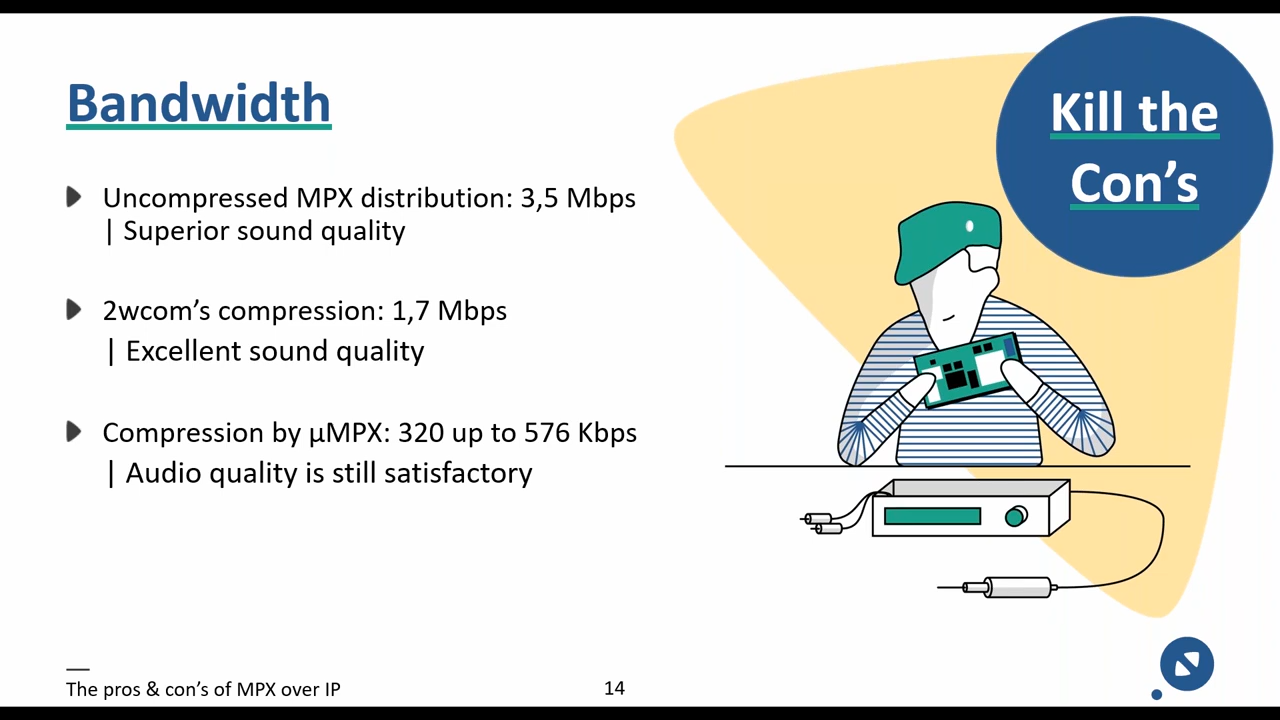 Bandwidth
Kill the
Con’s
Uncompressed MPX distribution: 3,5 Mbps
| Superior sound quality
2wcom’s compression: 1,7 Mbps
| Excellent sound quality
Compression by µMPX: 320 up to 576 Kbps
| Audio quality is still satisfactory
The pros & con’s of MPX over IP
14